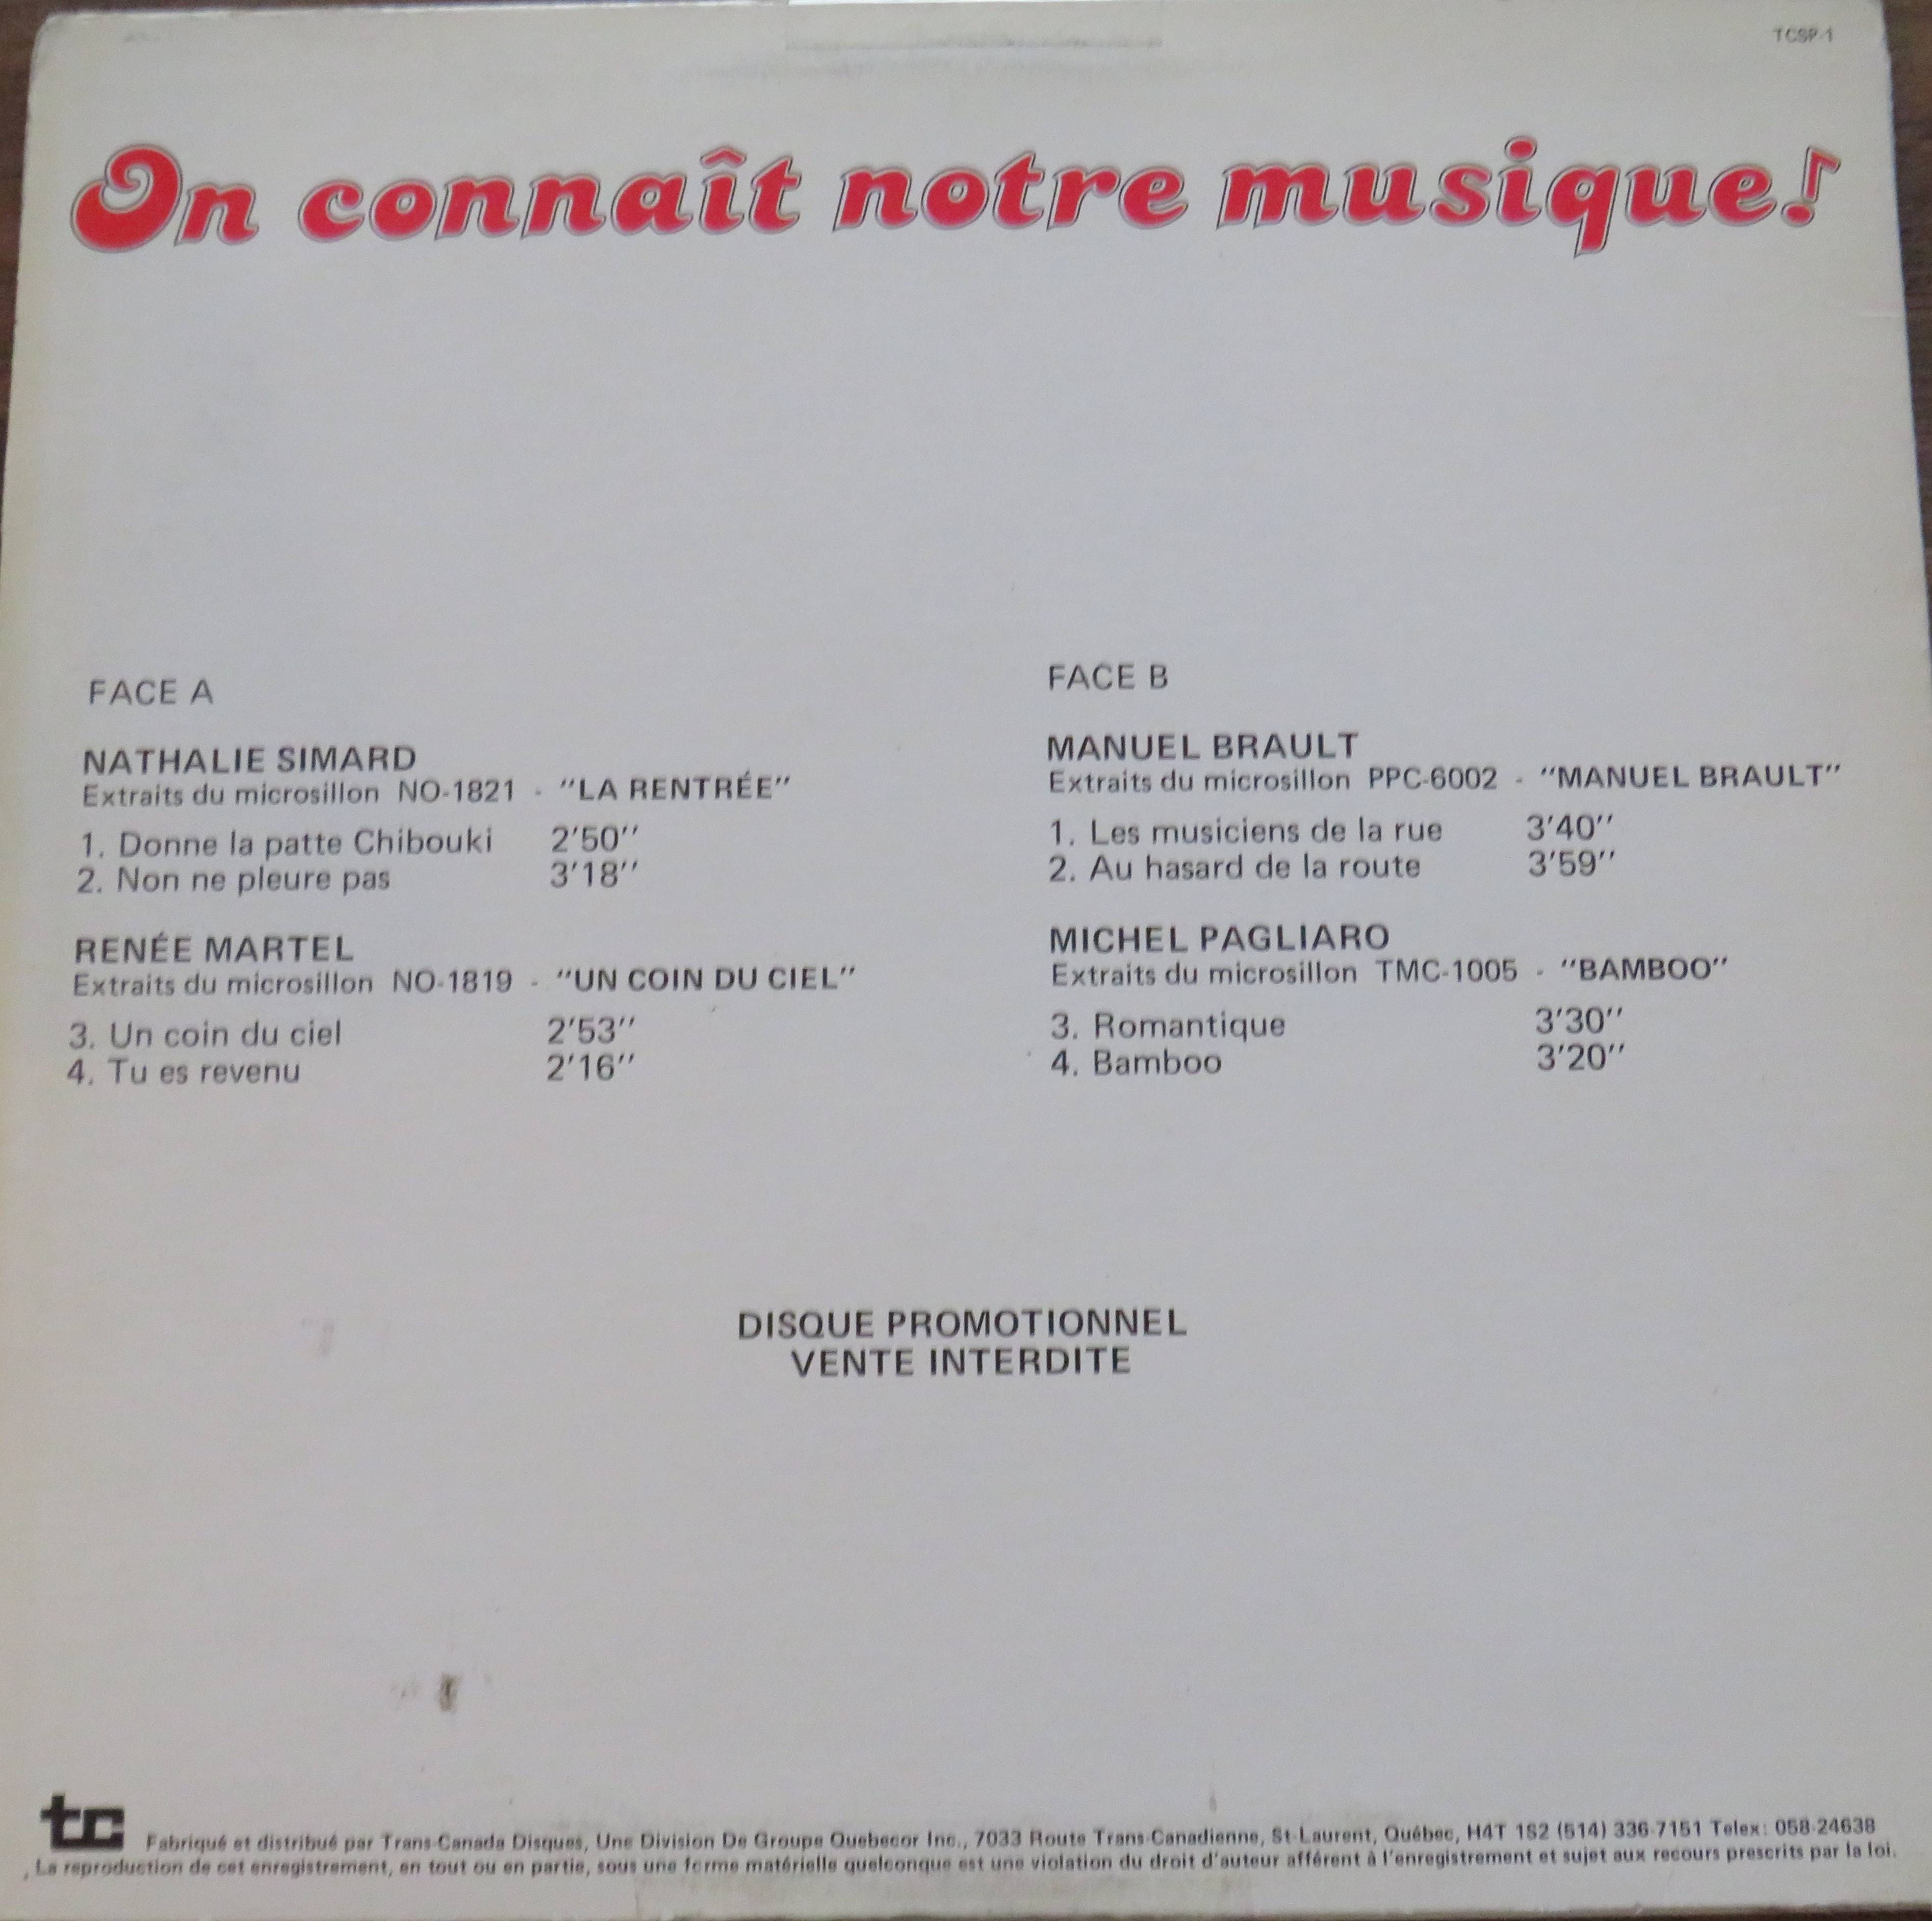 TCSP-1
On connaît notre musique!
FACE A
NATHALIE SIMARD
Extraits du microsillon NO-1821 - "LA RENTRÉE"
1. Donne la patte Chibouki 2'50''
2. Non ne pleure pas 3'18''
RENÉE MARTEL
Extraits du microsillon NO-1819 - "UN COIN DU CIEL"
3. Un coin du ciel 2'53''
4. Tu es revenu 2'16''
FACE B
MANUEL BRAULT
Extraits du microsillon PPC-6002 - "MANUEL BRAULT"
1. Les musiciens de la rue 3'40''
2. Au hasard de la route 3'59''
MICHEL PAGLIARO
Extraits du microsillon TMC-1005 - "BAMBOO"
3. Romantique 3'30''
4. Bamboo 3'20''
DISQUE PROMOTIONNEL
VENTE INTERDITE
tc
Fabriqué et distribué par Trans-Canada Disques, Une Division De Groupe Quebecor Inc., 7033 Route Trans-Canadienne, St-Laurent, Québec, H4T 1S2 (514) 336-7151 Telex: 058-24638
La reproduction de cet enregistrement, en tout ou en partie, sous une forme matérielle quelconque est une violation du droit d'auteur afférent à l'enregistrement et sujet aux recours prescrits par la loi.